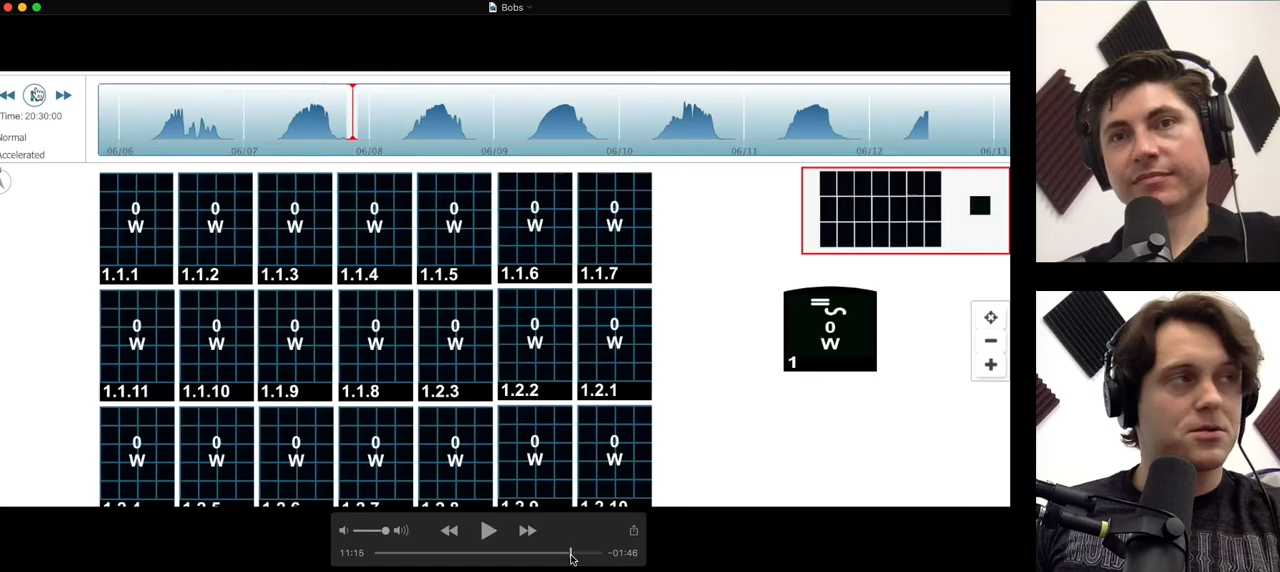 Bobs
Time: 20:30:00
Normal
Accelerated
06/06 06/07 06/08 06/09 06/10 06/11 06/12 06/13
0 0 0 0 0 0 0
W W W W W W W
1.1.1 1.1.2 1.1.3 1.1.4 1.1.5 1.1.6 1.1.7
0 0 0 0 0 0 0
W W W W W W W
1.1.11 1.1.10 1.1.9 1.1.8 1.2.3 1.2.2 1.2.1
0 0 0 0 0 0 0
W W W W W W W
0
W
1
11:15 -01:46